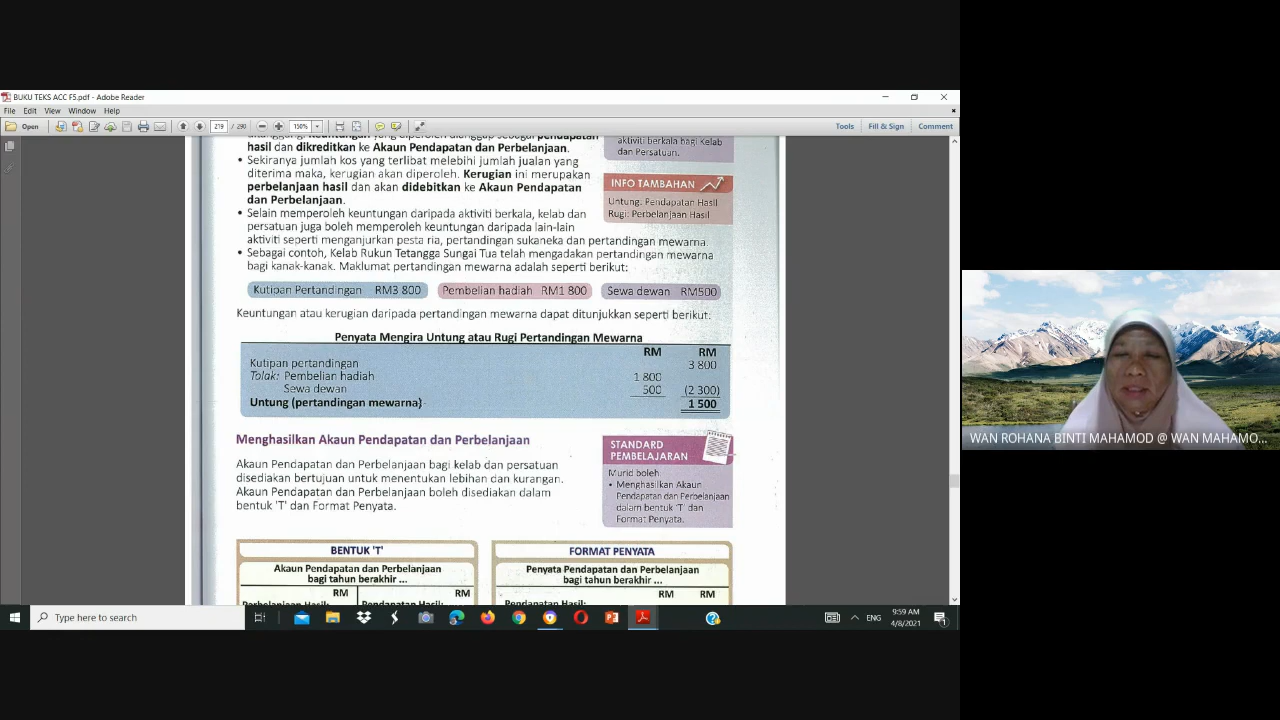 BUKU TEKS ACC F5.pdf - Adobe Reader
File Edit View Window Help
Open 219 / 290 150% Tools Fill & Sign Comment
hasil dan dikreditkan ke Akaun Pendapatan dan Perbelanjaan.
• Sekiranya jumlah kos yang terlibat melebihi jumlah jualan yang
diterima maka, kerugian akan diperoleh. Kerugian ini merupakan
perbelanjaan hasil dan akan didebitkan ke Akaun Pendapatan
dan Perbelanjaan.
• Selain memperoleh keuntungan daripada aktiviti berkala, kelab dan
persatuan juga boleh memperoleh keuntungan daripada lain-lain
aktiviti seperti menganjurkan pesta ria, pertandingan sukaneka dan pertandingan mewarna.
• Sebagai contoh, Kelab Rukun Tetangga Sungai Tua telah mengadakan pertandingan mewarna
bagi kanak-kanak. Maklumat pertandingan mewarna adalah seperti berikut:
aktiviti berkala bagi Kelab
dan Persatuan.
INFO TAMBAHAN
Untung: Pendapatan Hasil
Rugi: Perbelanjaan Hasil
Kutipan Pertandingan RM3 800 Pembelian hadiah RM1 800 Sewa dewan RM500
Keuntungan atau kerugian daripada pertandingan mewarna dapat ditunjukkan seperti berikut:
Penyata Mengira Untung atau Rugi Pertandingan Mewarna
RM RM
Kutipan pertandingan 3 800
Tolak: Pembelian hadiah 1 800
Sewa dewan 500 (2 300)
Untung (pertandingan mewarna) 1 500
Menghasilkan Akaun Pendapatan dan Perbelanjaan
Akaun Pendapatan dan Perbelanjaan bagi kelab dan persatuan
disediakan bertujuan untuk menentukan lebihan dan kurangan.
Akaun Pendapatan dan Perbelanjaan boleh disediakan dalam
bentuk 'T' dan Format Penyata.
STANDARD
PEMBELAJARAN
Murid boleh
• Menghasilkan Akaun
Pendapatan dan Perbelanjaan
dalam bentuk 'T' dan
Format Penyata.
BENTUK 'T'
Akaun Pendapatan dan Perbelanjaan
bagi tahun berakhir ...
RM RM
Perbelanjaan Hasil: Pendapatan Hasil:
FORMAT PENYATA
Penyata Pendapatan dan Perbelanjaan
bagi tahun berakhir ...
RM RM
Pendapatan Hasil:
WAN ROHANA BINTI MAHAMOD @ WAN MAHAMO...
Type here to search
ENG
9:59 AM
4/8/2021